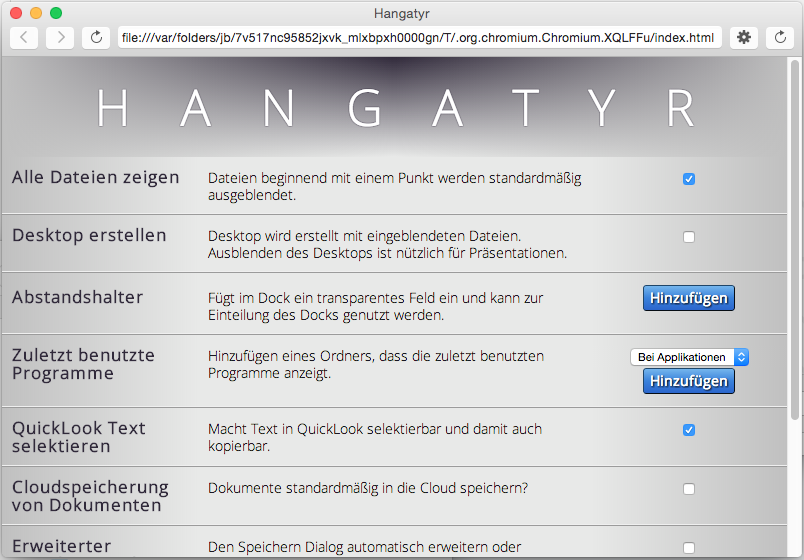 Hangatyr
file:///var/folders/jb/7v517nc95852jxvk_mlxbpxh0000gn/T/.org.chromium.Chromium.XQLFFu/index.html
H A N G A T Y R
Alle Dateien zeigen
Dateien beginnend mit einem Punkt werden standardmäßig
ausgeblendet.
Desktop erstellen
Desktop wird erstellt mit eingeblendeten Dateien.
Ausblenden des Desktops ist nützlich für Präsentationen.
Abstandshalter
Fügt im Dock ein transparentes Feld ein und kann zur
Einteilung des Docks genutzt werden.
Hinzufügen
Zuletzt benutzte
Programme
Hinzufügen eines Ordners, dass die zuletzt benutzten
Programme anzeigt.
Bei Applikationen
Hinzufügen
QuickLook Text
selektieren
Macht Text in QuickLook selektierbar und damit auch
kopierbar.
Cloudspeicherung
von Dokumenten
Dokumente standardmäßig in die Cloud speichern?
Erweiterter
Den Speichern Dialog automatisch erweitern oder